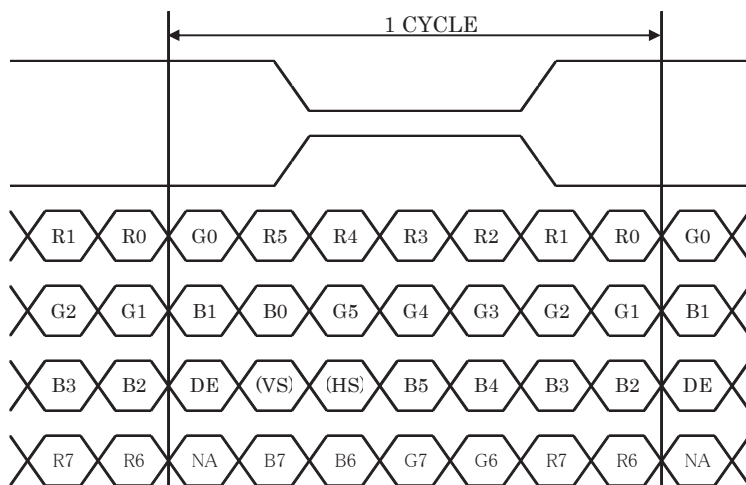 1 CYCLE
R1 R0 G0 R5 R4 R3 R2 R1 R0 G0
G2 G1 B1 B0 G5 G4 G3 G2 G1 B1
B3 B2 DE (VS) (HS) B5 B4 B3 B2 DE
R7 R6 NA B7 B6 G7 G6 R7 R6 NA